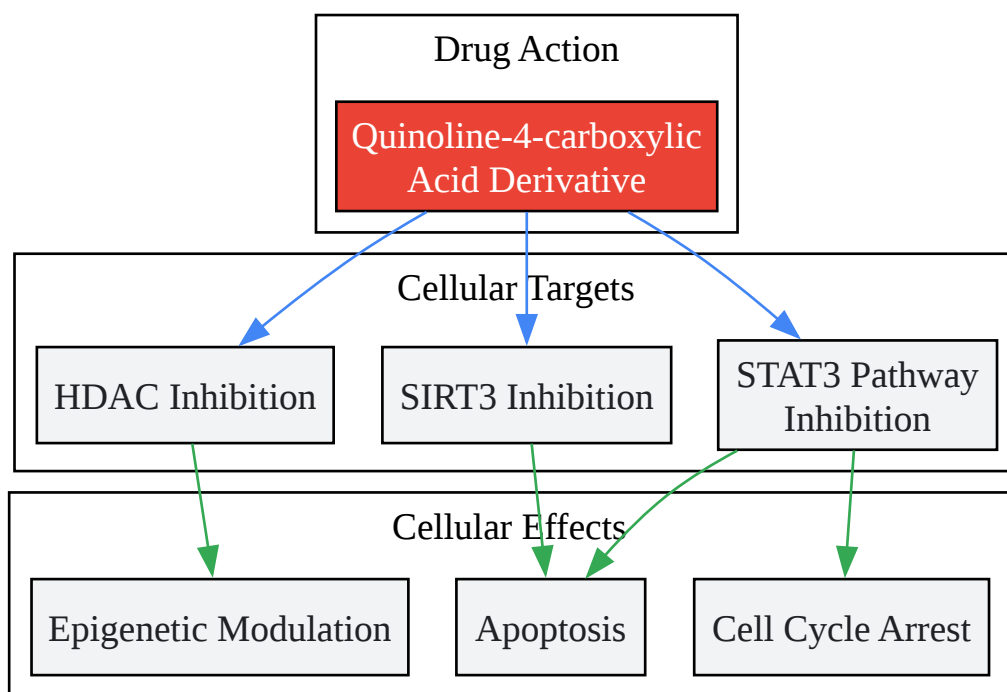 Drug Action
Quinoline-4-carboxylic
Acid Derivative
Cellular Targets
HDAC Inhibition
SIRT3 Inhibition
STAT3 Pathway
Inhibition
Cellular Effects
Epigenetic Modulation
Apoptosis
Cell Cycle Arrest